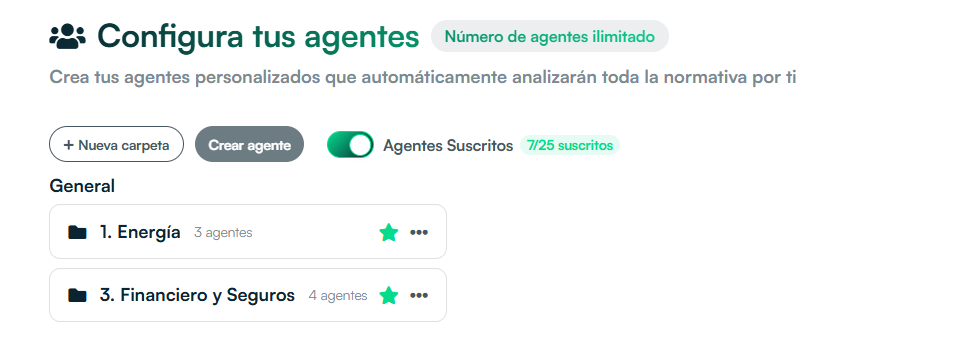 Configura tus agentes Número de agentes ilimitado
Crea tus agentes personalizados que automáticamente analizarán toda la normativa por ti
+ Nueva carpeta Crear agente Agentes Suscritos 7/25 suscritos
General
1. Energía 3 agentes
3. Financiero y Seguros 4 agentes